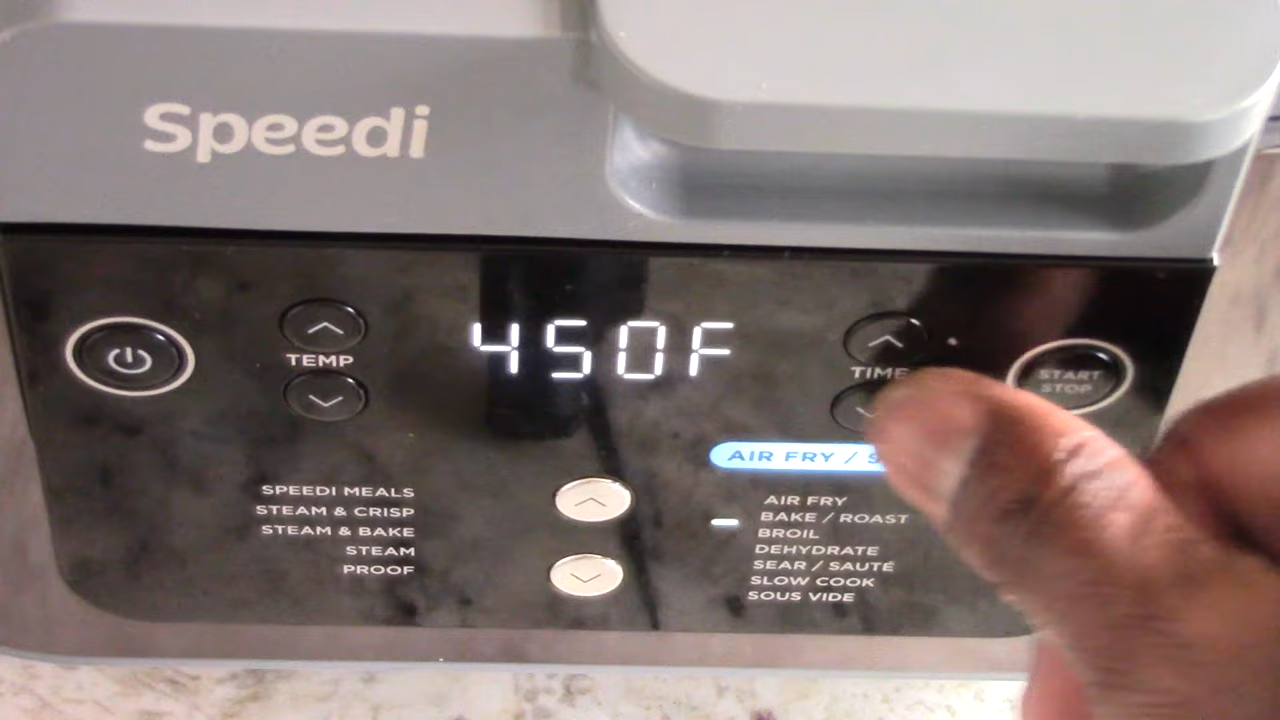 Speedi
TEMP
450F
TIME
START
STOP
AIR FRY /
SPEEDI MEALS
STEAM & CRISP
STEAM & BAKE
STEAM
PROOF
AIR FRY
BAKE / ROAST
BROIL
DEHYDRATE
SEAR / SAUTÉ
SLOW COOK
SOUS VIDE